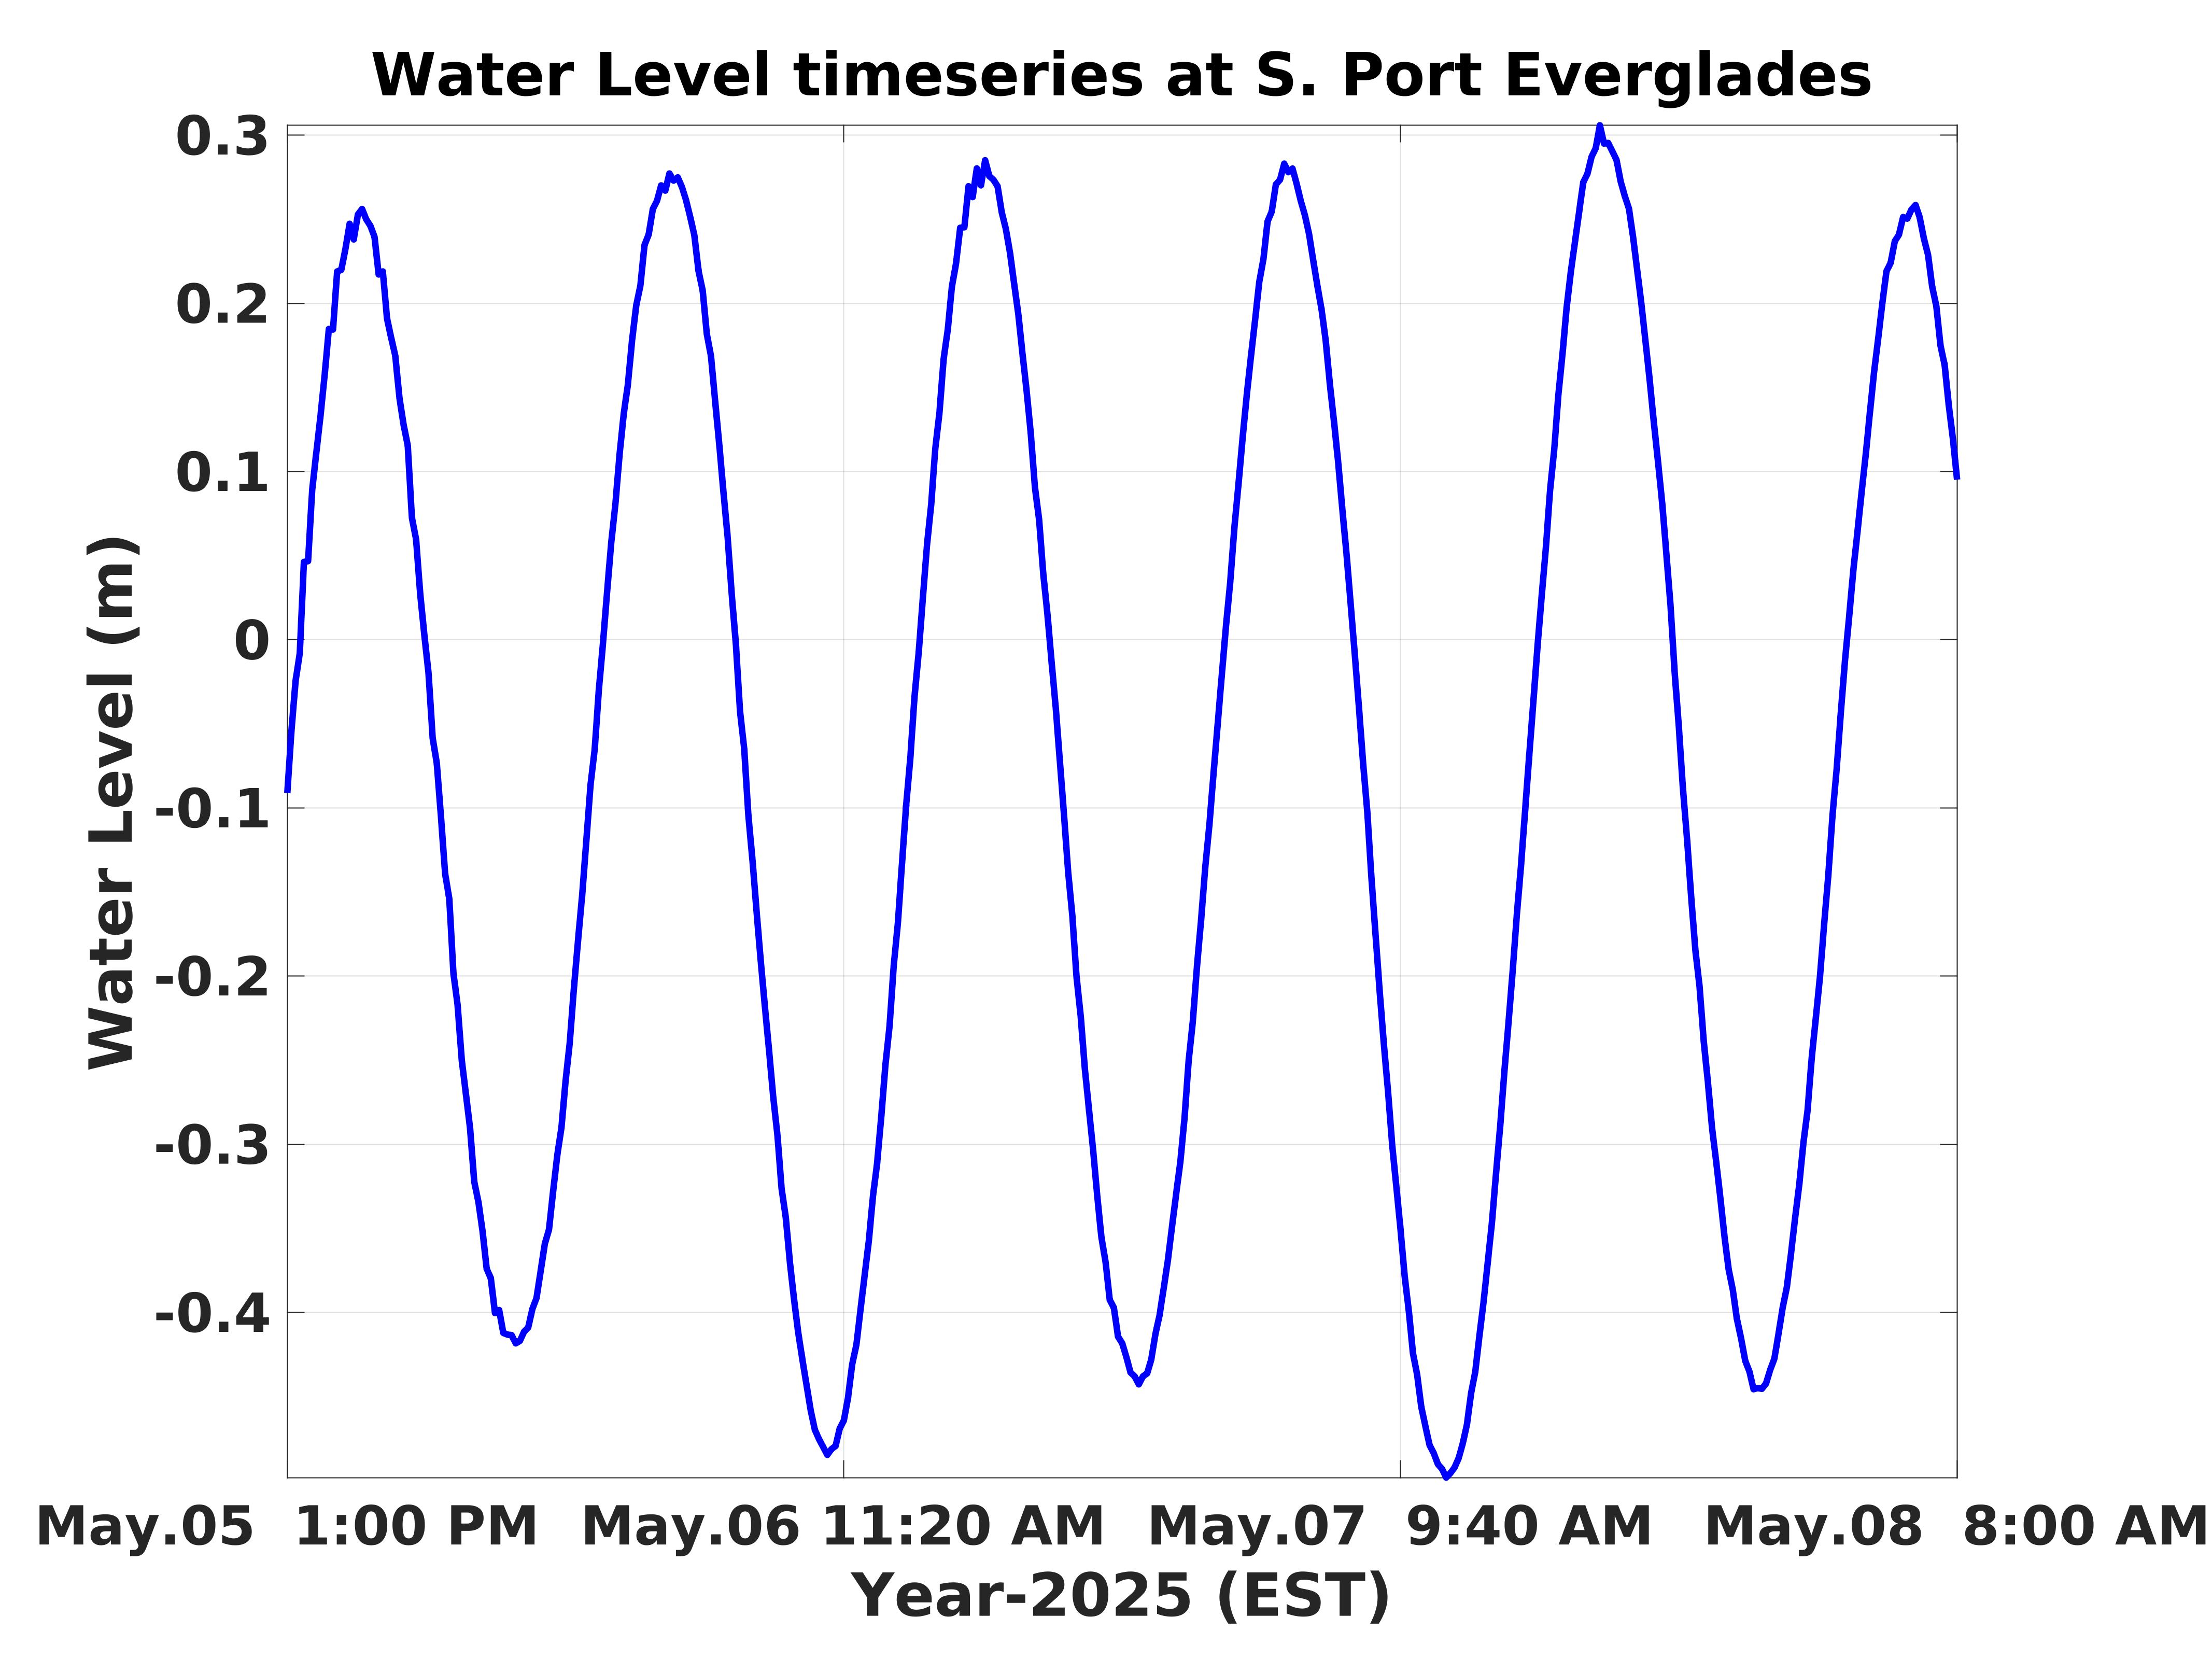 Water Level timeseries at S. Port Everglades
0.3
0.2
0.1
0
-0.1
-0.2
-0.3
-0.4
Water Level (m)
May.05 1:00 PM May.06 11:20 AM May.07 9:40 AM May.08 8:00 AM
Year-2025 (EST)